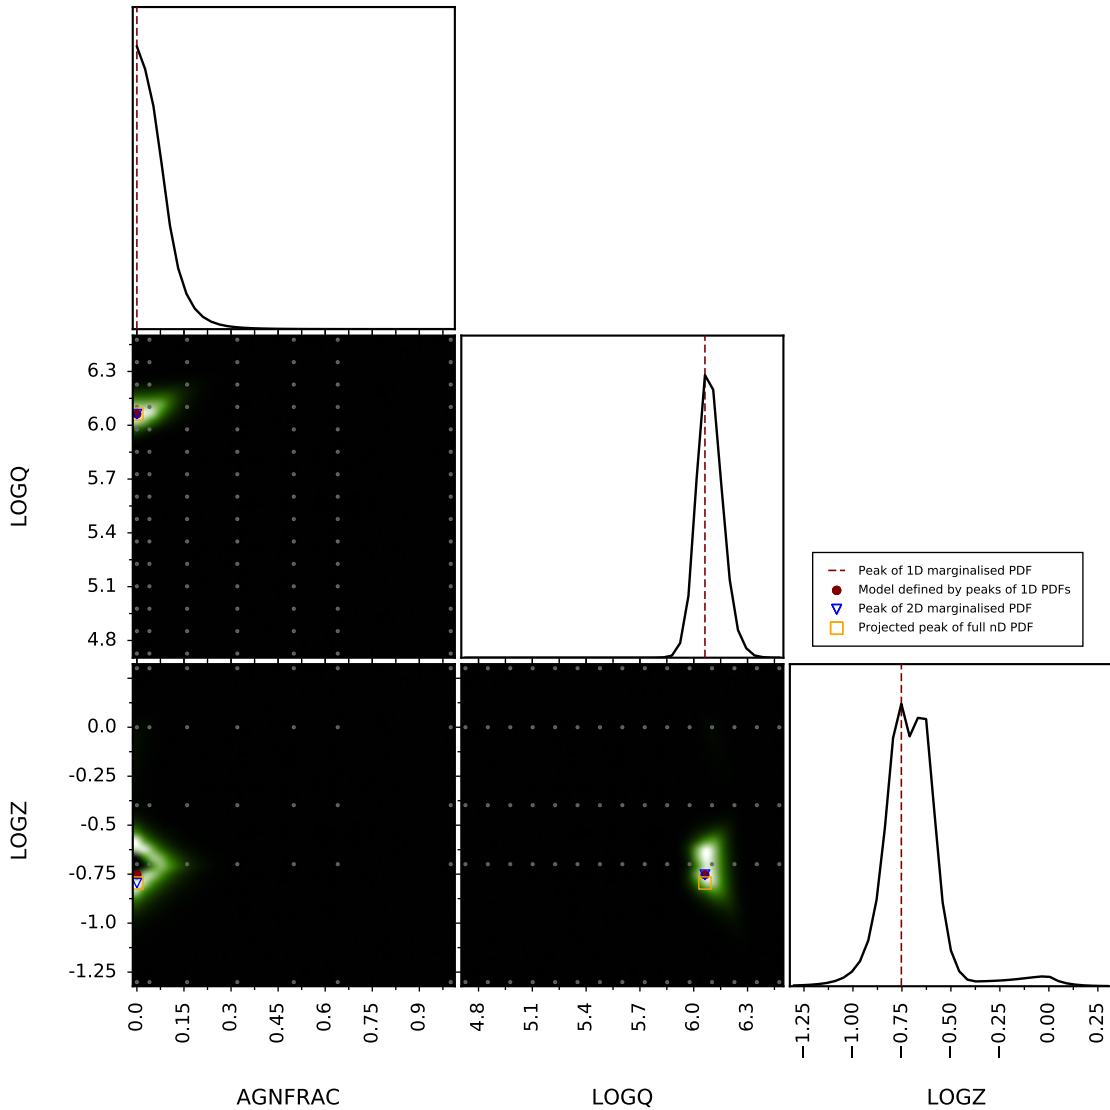 6.3
6.0
5.7
5.4
5.1
4.8
LOGQ
Peak of 1D marginalised PDF
Model defined by peaks of 1D PDFs
Peak of 2D marginalised PDF
Projected peak of full nD PDF
0.0
-0.25
-0.5
-0.75
-1.0
-1.25
LOGZ
0.0 0.15 0.3 0.45 0.6 0.75 0.9
4.8 5.1 5.4 5.7 6.0 6.3
−1.25 −1.00 −0.75 −0.50 −0.25 0.00 0.25
AGNFRAC
LOGQ
LOGZ